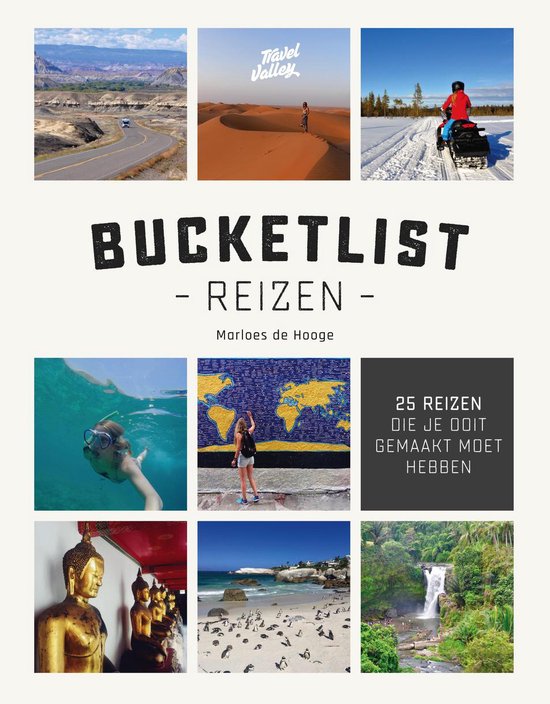 Travel
Valley
BUCKETLIST
- REIZEN -
Marloes de Hooge
25 REIZEN
DIE JE OOIT
GEMAAKT MOET
HEBBEN